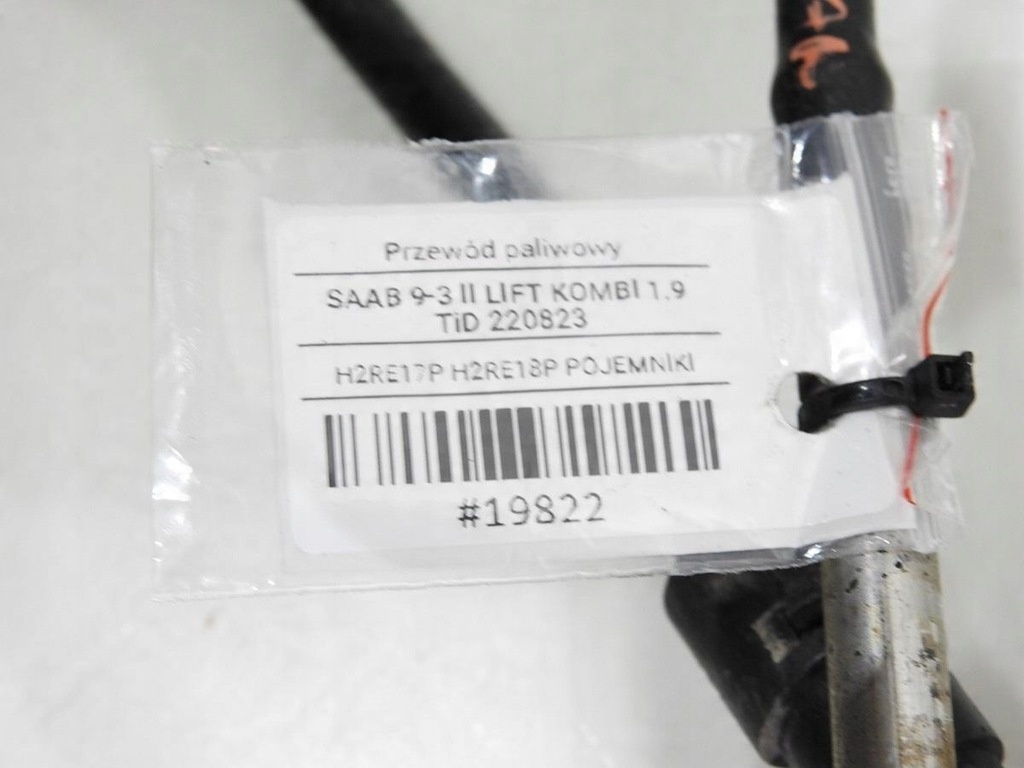 Przewód paliwowy
SAAB 9-3 II LIFT KOMBI 1.9
TiD 220823
H2RE17P H2RE18P POJEMNIKI
#19822